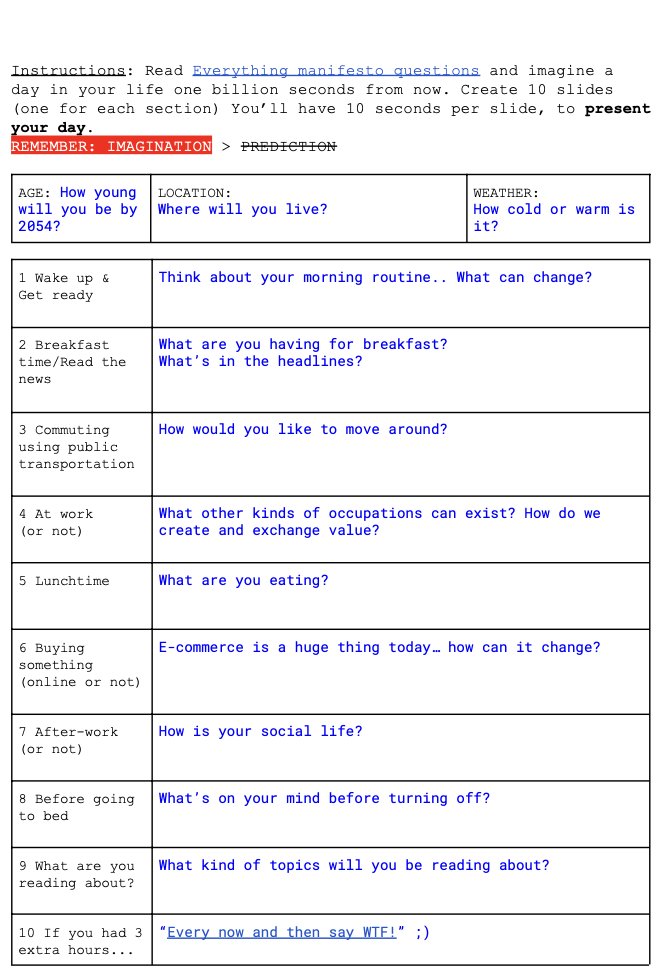 Instructions: Read Everything manifesto questions and imagine a
day in your life one billion seconds from now. Create 10 slides
(one for each section) You’ll have 10 seconds per slide, to present
your day.
REMEMBER: IMAGINATION > PREDICTION
AGE: How young
will you be by
2054?
LOCATION:
Where will you live?
WEATHER:
How cold or warm is
it?
1 Wake up &
Get ready
Think about your morning routine.. What can change?
2 Breakfast
time/Read the
news
What are you having for breakfast?
What’s in the headlines?
3 Commuting
using public
transportation
How would you like to move around?
4 At work
(or not)
What other kinds of occupations can exist? How do we
create and exchange value?
5 Lunchtime
What are you eating?
6 Buying
something
(online or not)
E-commerce is a huge thing today… how can it change?
7 After-work
(or not)
How is your social life?
8 Before going
to bed
What’s on your mind before turning off?
9 What are you
reading about?
What kind of topics will you be reading about?
10 If you had 3
extra hours...
“Every now and then say WTF!” ;)